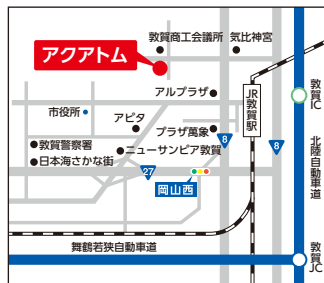 敦賀商工会議所
気比神宮
アクアトム
アルプラザ
JR敦賀駅
敦賀IC
市役所
アピタ
プラザ萬象
8
8
北陸自動車道
敦賀警察署
ニューサンピア敦賀
日本海さかな街
27
岡山西
舞鶴若狭自動車道
敦賀JC